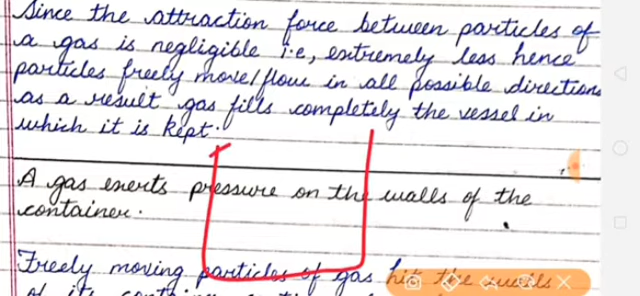 Since the attraction force between particles of
a gas is negligible i.e, extremely less hence
particles freely move/flow in all possible directions
as a result gas fills completely the vessel in
which it is kept.
A gas exerts pressure on the walls of the
container.
Freely moving particles of gas hit the walls
of its